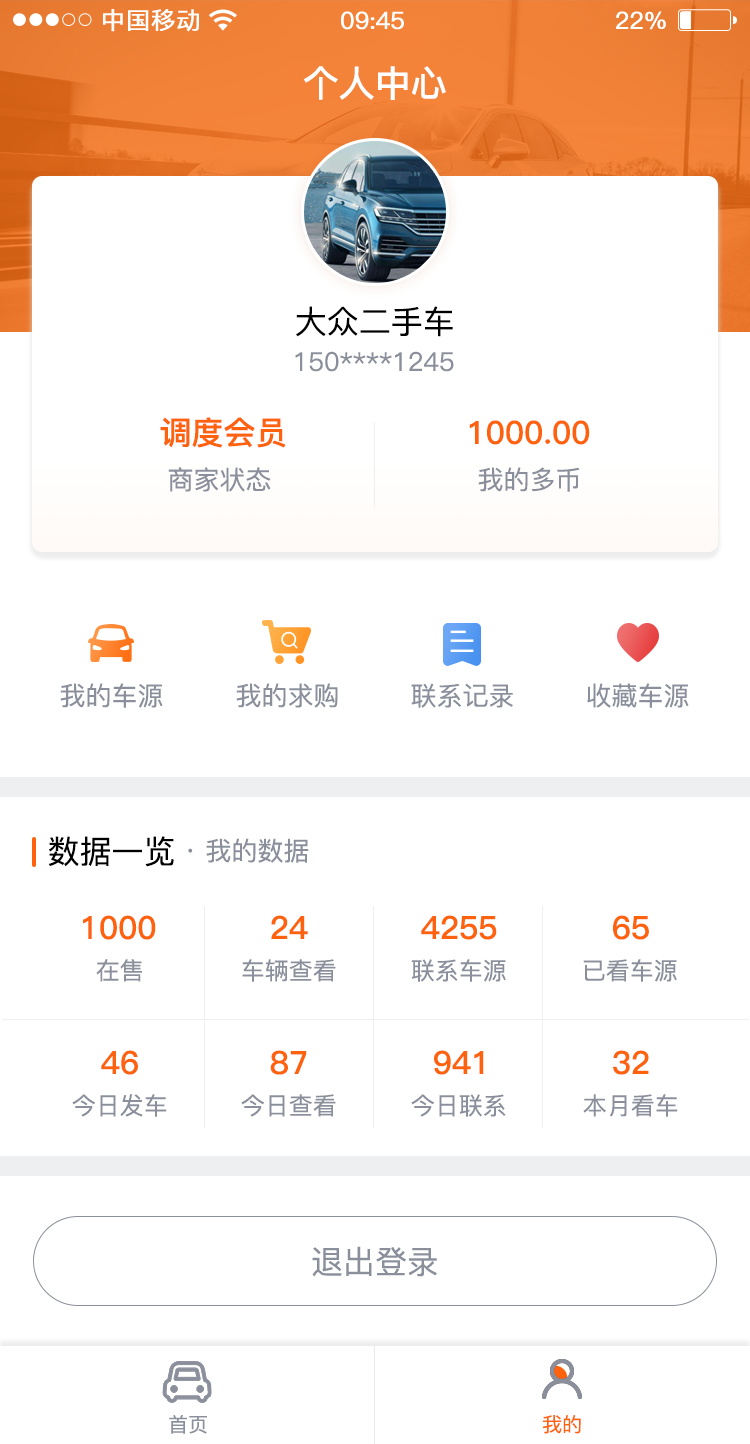 中国移动 09:45 22%
个人中心
大众二手车
150****1245
调度会员 1000.00
商家状态 我的多币
我的车源 我的求购 联系记录 收藏车源
数据一览 · 我的数据
1000 24 4255 65
在售 车辆查看 联系车源 已看车源
46 87 941 32
今日发车 今日查看 今日联系 本月看车
退出登录
首页 我的